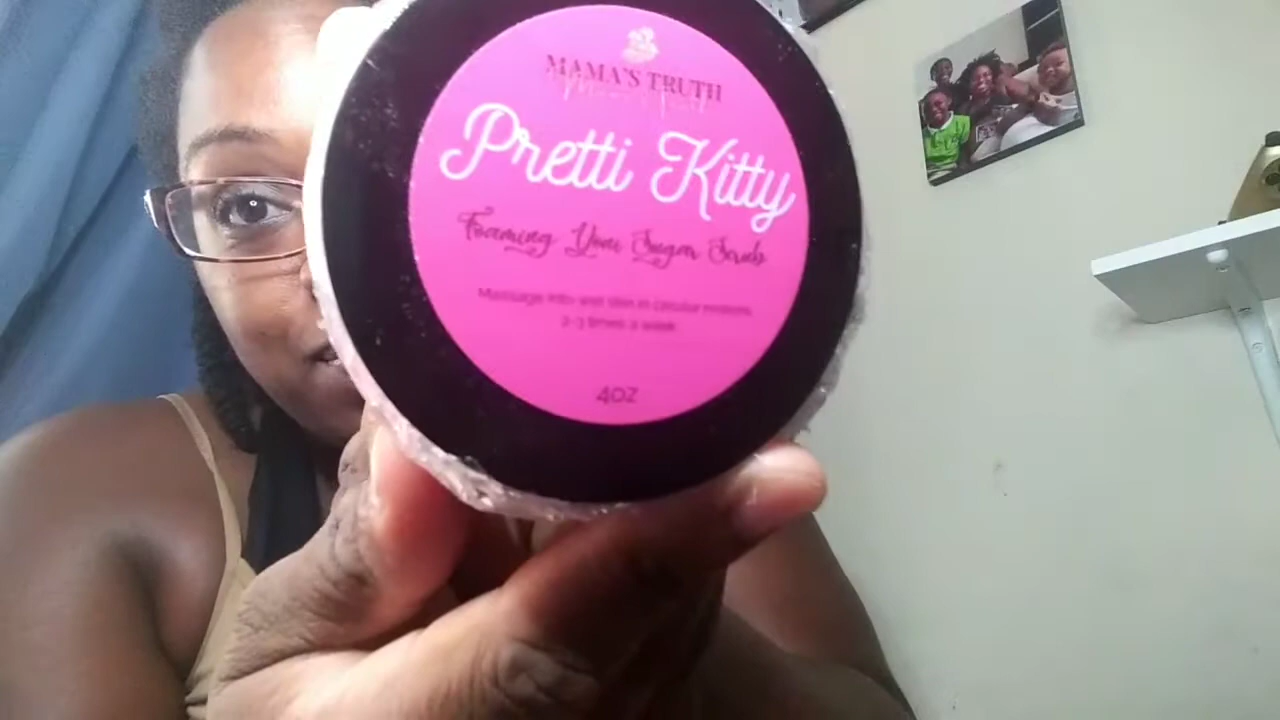 MAMA'S TRUTH
Pretti Kitty
Foaming Yoni Sugar Scrub
Massage into wet skin in circular motions
2-3 times a week
4oz